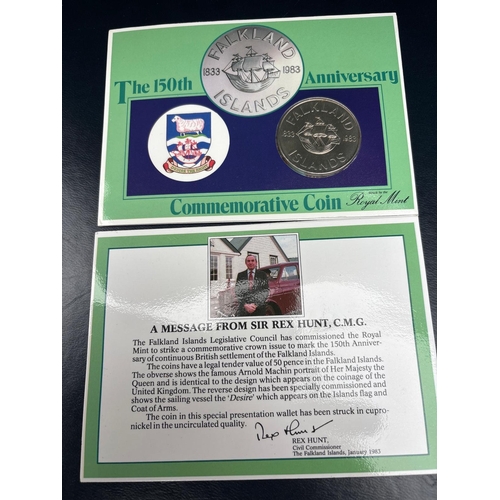 FALKLAND
1833 1983
ISLANDS
The 150th Anniversary
FALKLAND
1833 1983
ISLANDS
Commemorative Coin
Royal Mint
A MESSAGE FROM SIR REX HUNT, C.M.G.
The Falkland Islands Legislative Council has commissioned the Royal
Mint to strike a commemorative crown issue to mark the 150th Anniver-
sary of continuous British settlement of the Falkland Islands.
The coins have a legal tender value of 50 pence in the Falkland Islands.
The obverse shows the famous Arnold Machin portrait of Her Majesty the
Queen and is identical to the design which appears on the coinage of the
United Kingdom. The reverse design has been specially commissioned and
shows the sailing vessel the 'Desire' which appears on the Islands flag and
Coat of Arms.
The coin in this special presentation wallet has been struck in cupro-
nickel in the uncirculated quality.
Rex Hunt
REX HUNT,
Civil Commissioner
The Falkland Islands, January 1983